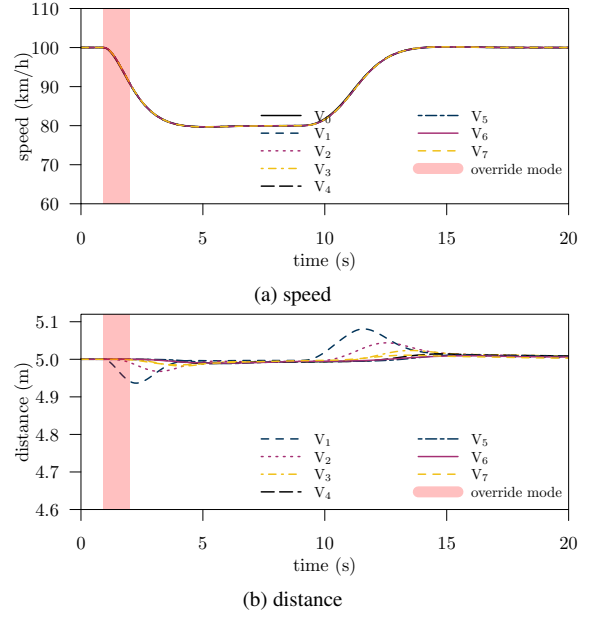 110
100
90
80
70
60
speed (km/h)
V0
V1
V2
V3
V4
V5
V6
V7
override mode
0 5 10 15 20
time (s)
(a) speed
5.1
5.0
4.9
4.8
4.7
4.6
distance (m)
V1
V2
V3
V4
V5
V6
V7
override mode
0 5 10 15 20
time (s)
(b) distance